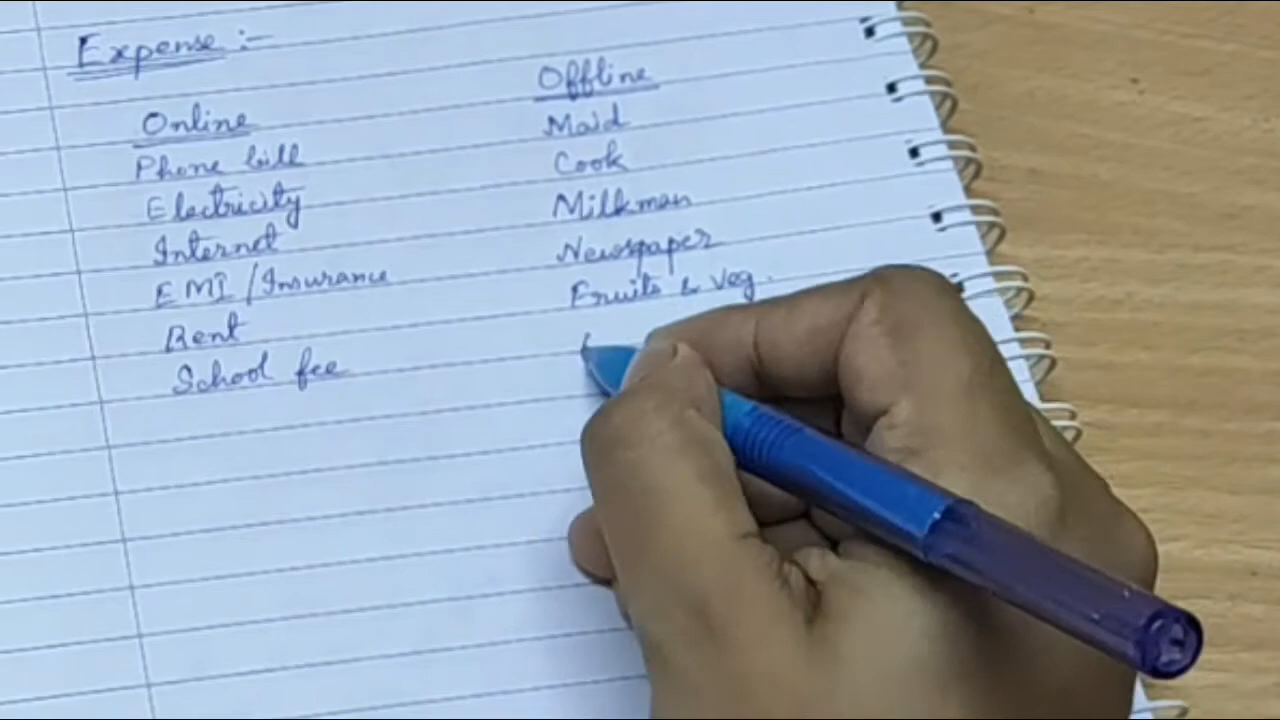 Expense :-
Online
Phone bill
Electricity
Internet
EMI / Insurance
Rent
School fee
Offline
Maid
Cook
Milkman
Newspaper
Fruits & veg.